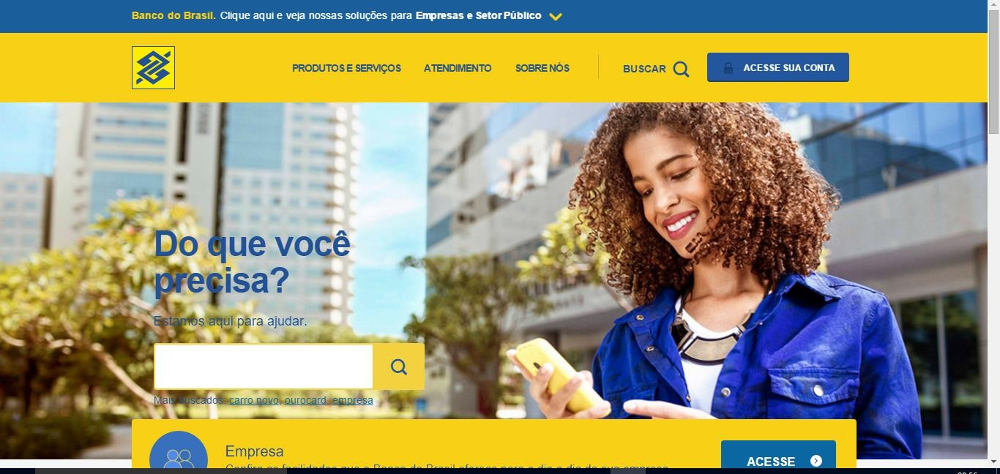 Banco do Brasil. Clique aqui e veja nossas soluções para Empresas e Setor Público
PRODUTOS E SERVIÇOS
ATENDIMENTO
SOBRE NÓS
BUSCAR
ACESSE SUA CONTA
Do que você
precisa?
Estamos aqui para ajudar.
Mais buscados: carro novo, ourocard, empresa
Empresa
Confira as facilidades que o Banco do Brasil oferece para o dia a dia da sua empresa
ACESSE